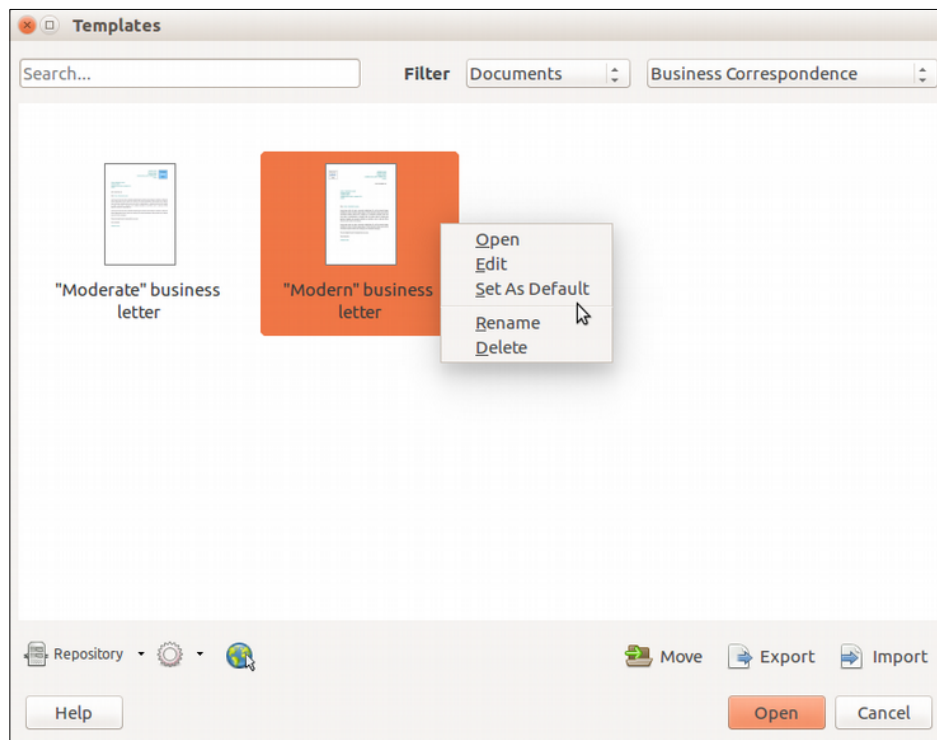 Templates
Search...
Filter
Documents
Business Correspondence
"Moderate" business
letter
"Modern" business
letter
Open
Edit
Set As Default
Rename
Delete
Repository
Move
Export
Import
Help
Open
Cancel